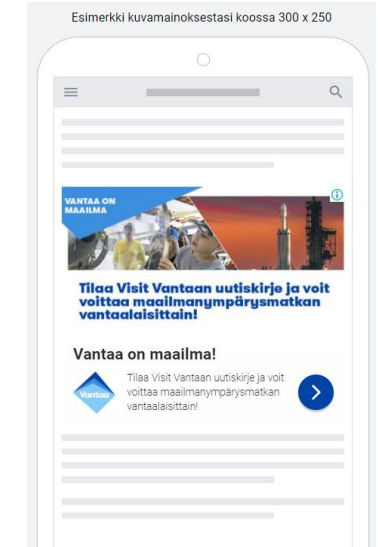 Esimerkki kuvamainoksestasi koossa 300 x 250
VANTAA ON
MAAILMA
Tilaa Visit Vantaan uutiskirje ja voit
voittaa maailmanympärysmatkan
vantaalaisittain!
Vantaa on maailma!
Vantaa
Tilaa Visit Vantaan uutiskirje ja voit
voittaa maailmanympärysmatkan
vantaalaisittain!